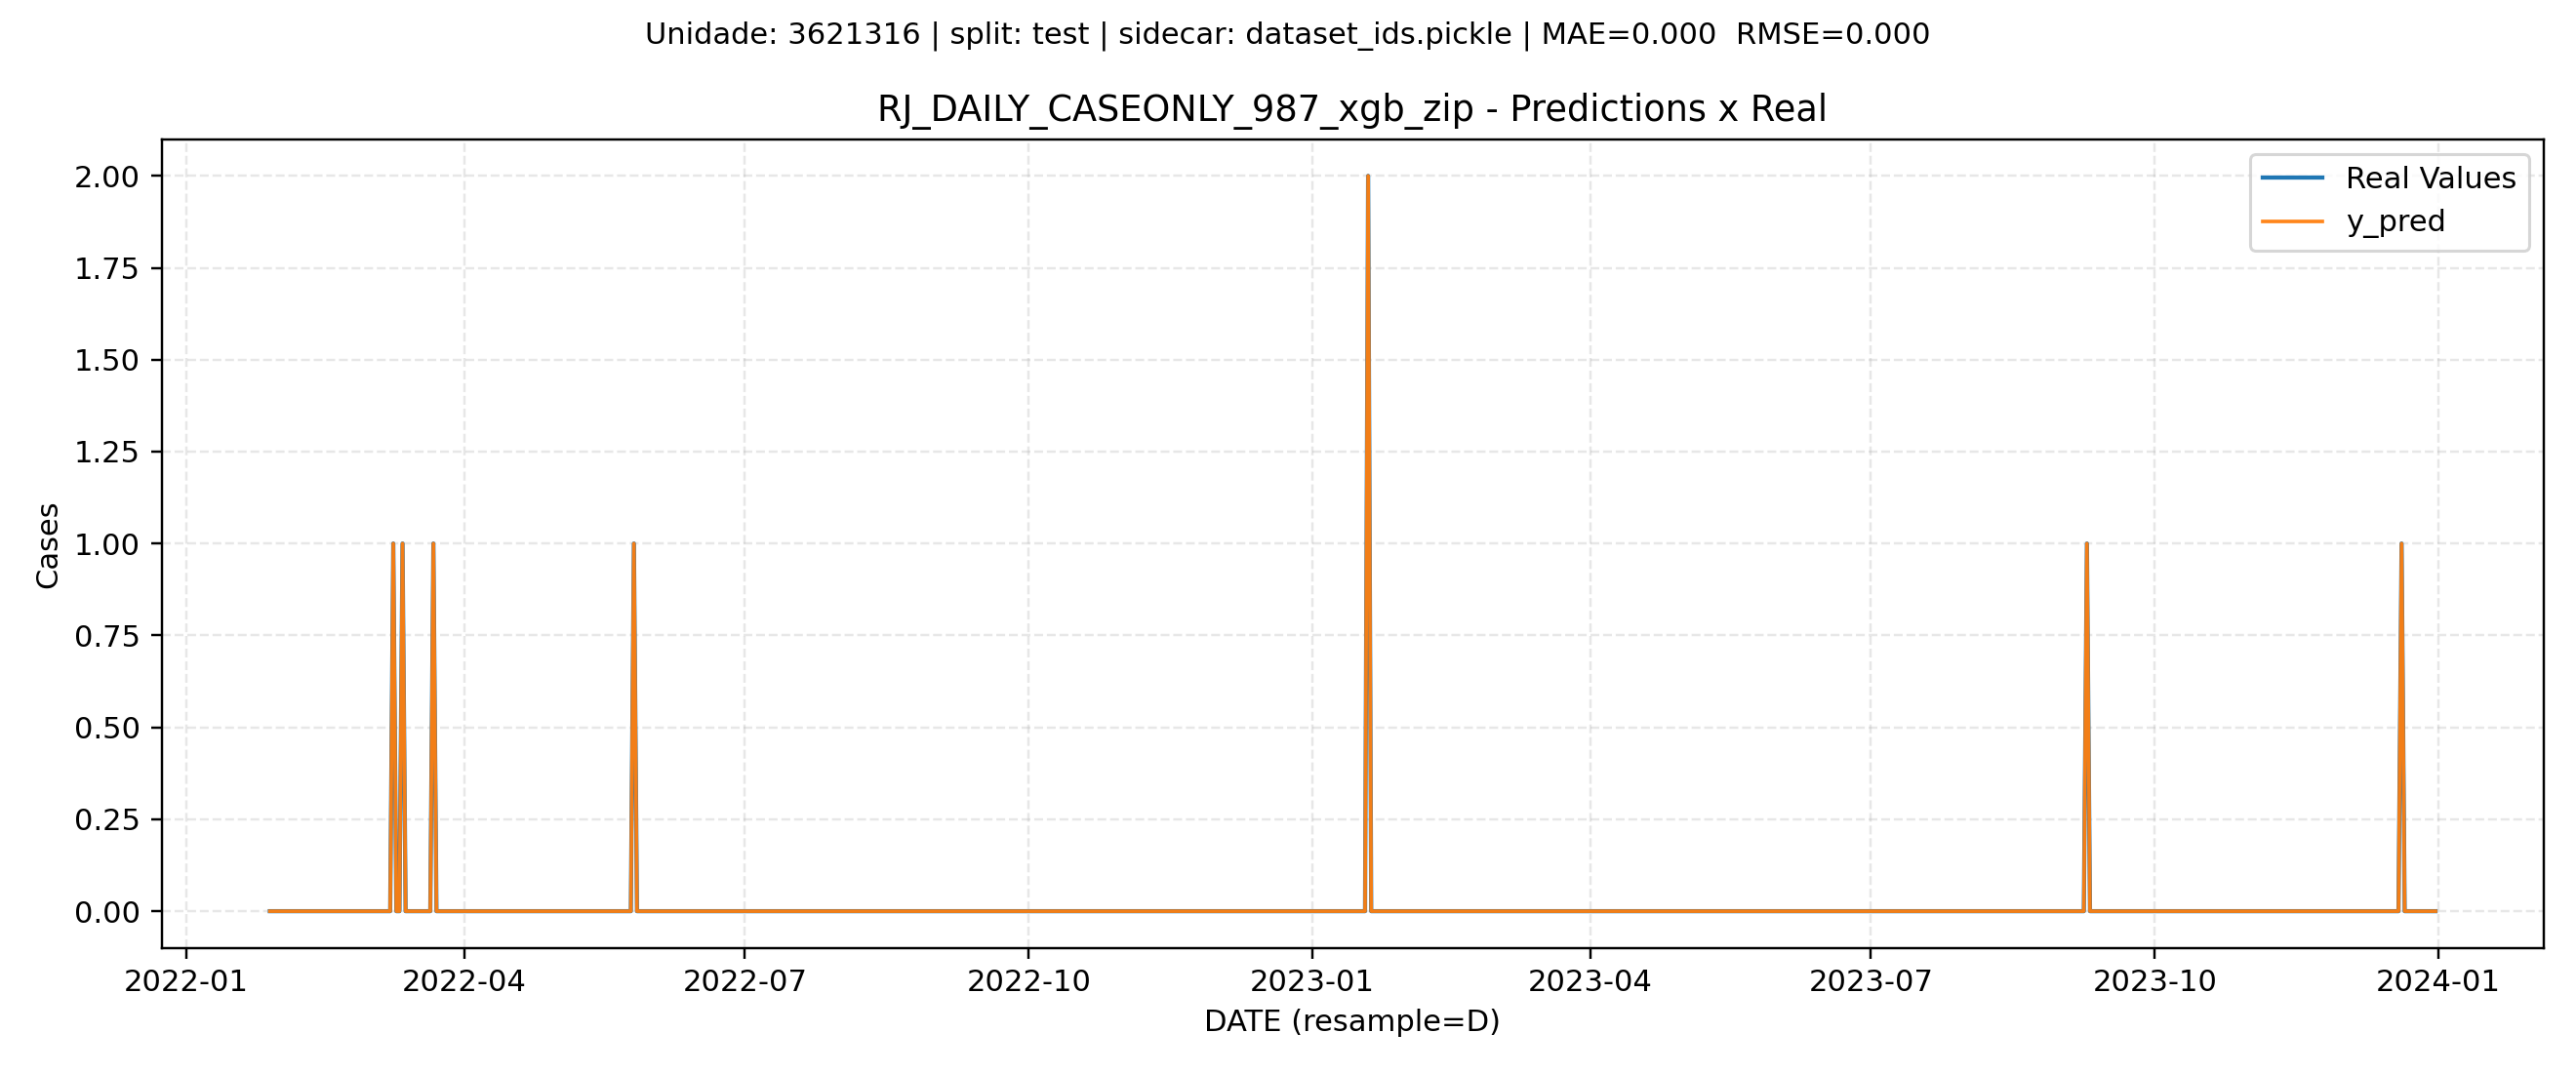 Unidade: 3621316 | split: test | sidecar: dataset_ids.pickle | MAE=0.000  RMSE=0.000
RJ_DAILY_CASEONLY_987_xgb_zip - Predictions x Real
Real Values
y_pred
2.00
1.75
1.50
1.25
1.00
0.75
0.50
0.25
0.00
Cases
2022-01 2022-04 2022-07 2022-10 2023-01 2023-04 2023-07 2023-10 2024-01
DATE (resample=D)